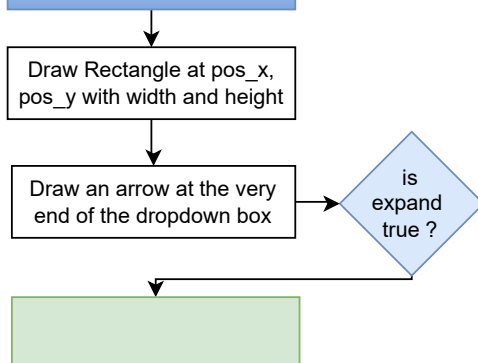 Draw Rectangle at pos_x,
pos_y with width and height
Draw an arrow at the very
end of the dropdown box
is
expand
true ?